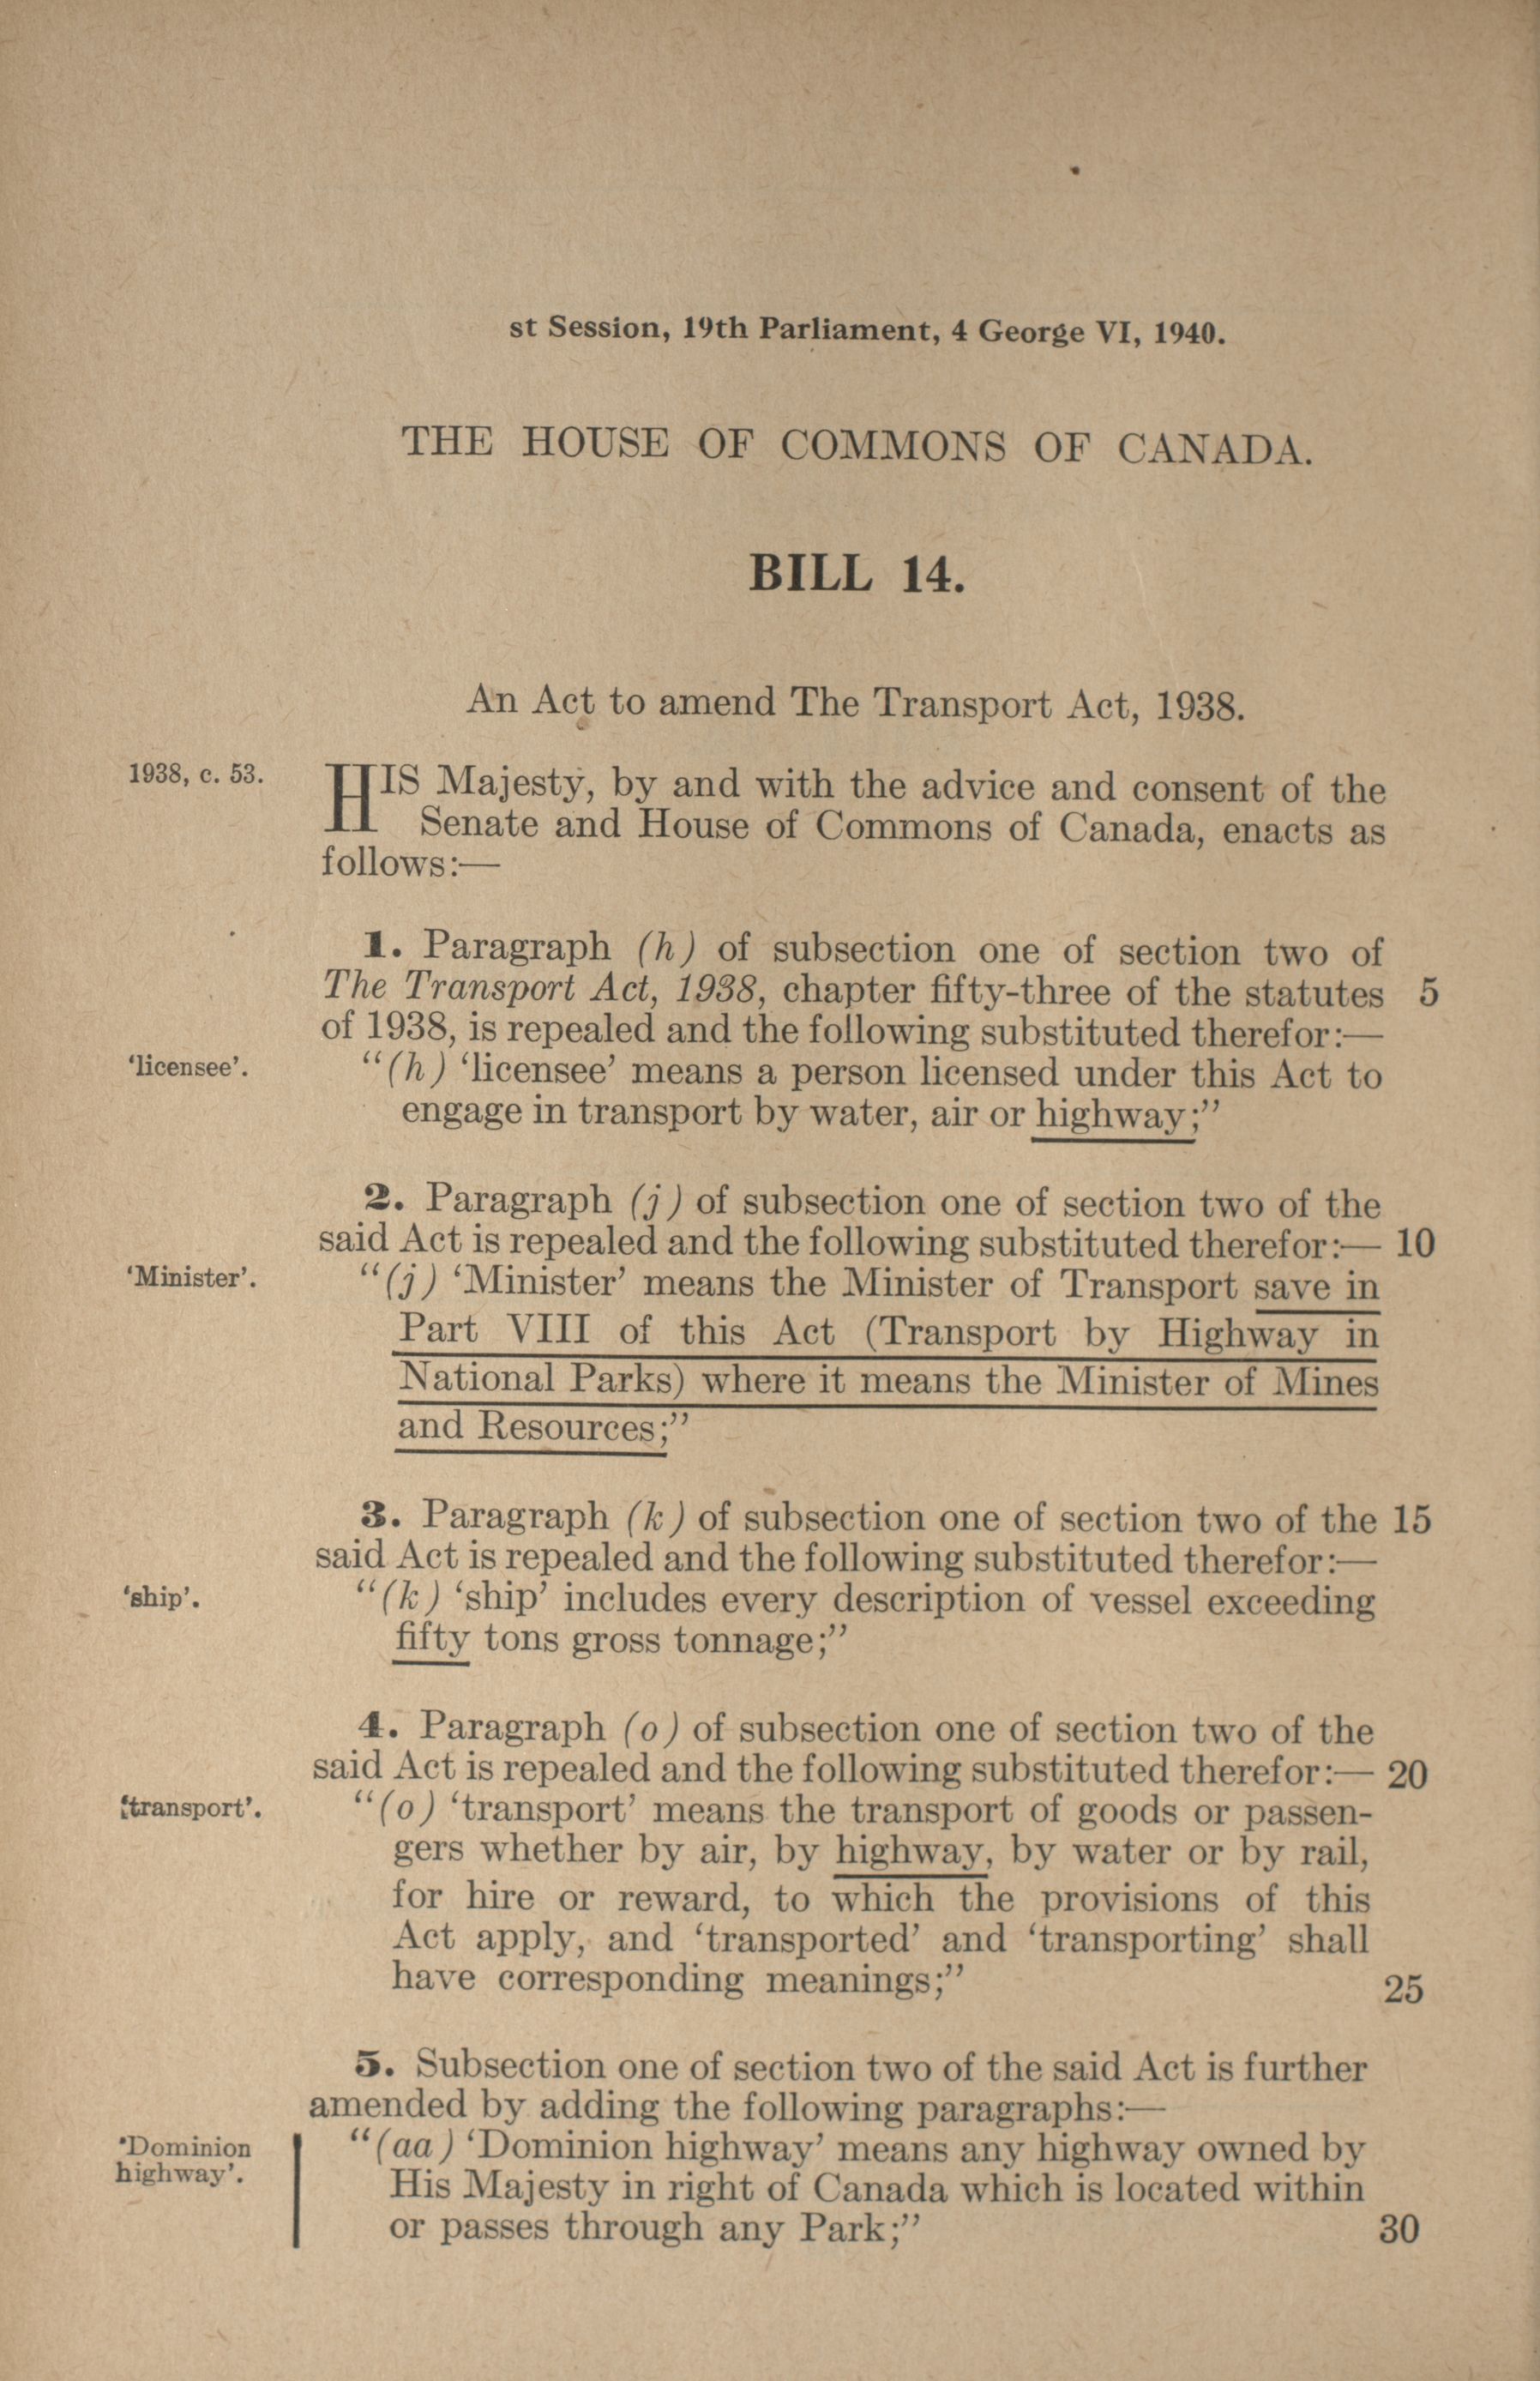 st Session, 19th Parliament, 4 George VI, 1940.
THE HOUSE OF COMMONS OF CANADA.
BILL 14.
An Act to amend The Transport Act, 1938.
1938, c. 53.
HIS Majesty, by and with the advice and consent of the
Senate and House of Commons of Canada, enacts as
follows:—
1. Paragraph (h) of subsection one of section two of
The Transport Act, 1938, chapter fifty-three of the statutes 5
of 1938, is repealed and the following substituted therefor:—
'licensee'.
“(h) ‘licensee’ means a person licensed under this Act to
engage in transport by water, air or highway;”
2. Paragraph (j) of subsection one of section two of the
said Act is repealed and the following substituted therefor:— 10
‘Minister’.
“(j) ‘Minister’ means the Minister of Transport save in
Part VIII of this Act (Transport by Highway in
National Parks) where it means the Minister of Mines
and Resources;”
3. Paragraph (k) of subsection one of section two of the 15
said Act is repealed and the following substituted therefor:—
‘ship’.
“(k) ‘ship’ includes every description of vessel exceeding
fifty tons gross tonnage;”
4. Paragraph (o) of subsection one of section two of the
said Act is repealed and the following substituted therefor:— 20
‘transport’.
“(o) ‘transport’ means the transport of goods or passen-
gers whether by air, by highway, by water or by rail,
for hire or reward, to which the provisions of this
Act apply, and ‘transported’ and ‘transporting’ shall
have corresponding meanings;” 25
5. Subsection one of section two of the said Act is further
amended by adding the following paragraphs:—
‘Dominion
highway’.
“(aa) ‘Dominion highway’ means any highway owned by
His Majesty in right of Canada which is located within
or passes through any Park;” 30